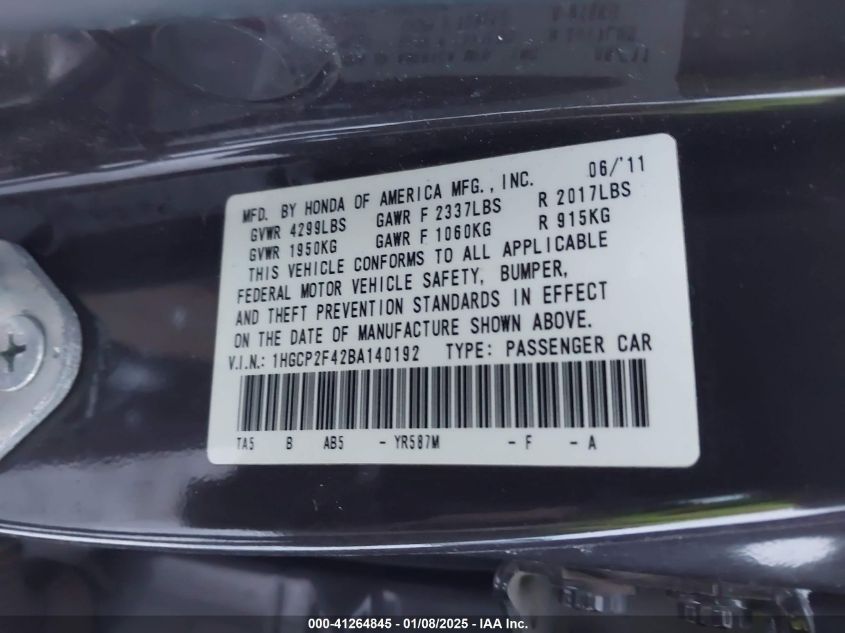 MFD. BY HONDA OF AMERICA MFG., INC. 06/'11
GVWR 4299LBS GAWR F 2337LBS R 2017LBS
GVWR 1950KG GAWR F 1060KG R 915KG
THIS VEHICLE CONFORMS TO ALL APPLICABLE
FEDERAL MOTOR VEHICLE SAFETY, BUMPER,
AND THEFT PREVENTION STANDARDS IN EFFECT
ON THE DATE OF MANUFACTURE SHOWN ABOVE.
V.I.N.: 1HGCP2F42BA140192 TYPE: PASSENGER CAR
TA5 B AB5 - YR587M - F - A
000-41264845 - 01/08/2025 - IAA Inc.